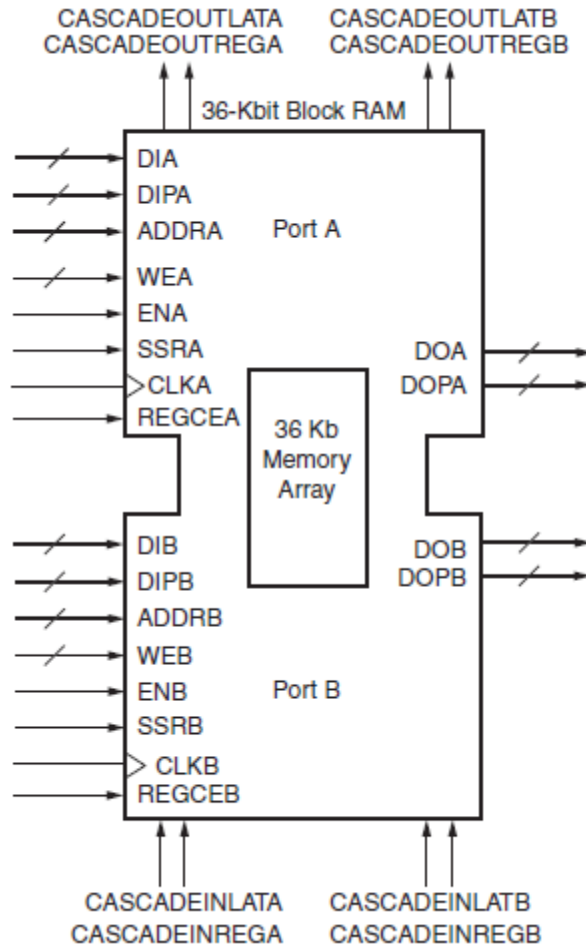 CASCADEOUTLATA CASCADEOUTLATB
CASCADEOUTREGA CASCADEOUTREGB
36-Kbit Block RAM
DIA
DIPA
ADDRA Port A
WEA
ENA
SSRA DOA
CLKA DOPA
REGCEA
36 Kb
Memory
Array
DIB DOB
DIPB DOPB
ADDRB
WEB
ENB Port B
SSRB
CLKB
REGCEB
CASCADEINLATA CASCADEINLATB
CASCADEINREGA CASCADEINREGB